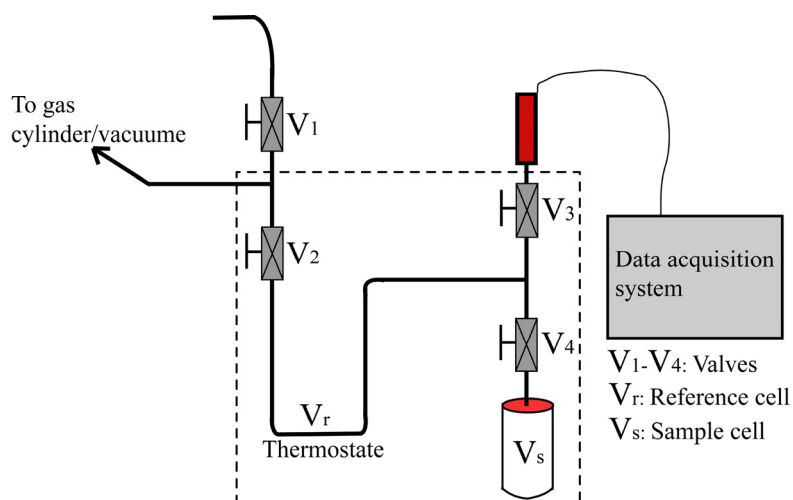 To gas
cylinder/vacuume
V1
V2
V3
V4
Vr
Thermostate
Vs
Data acquisition
system
V1-V4: Valves
Vr: Reference cell
Vs: Sample cell